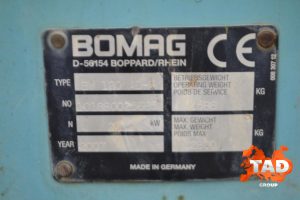 BOMAG CE
D-56154 BOPPARD/RHEIN
TYPE
BETRIEBSGEWICHT
OPERATING WEIGHT
POIDS DE SERVICE
KG
NO
N kW
MAX. GEWICHT
MAX. WEIGHT
POIDS MAX
KG
YEAR
MADE IN GERMANY
TAD
GROUP